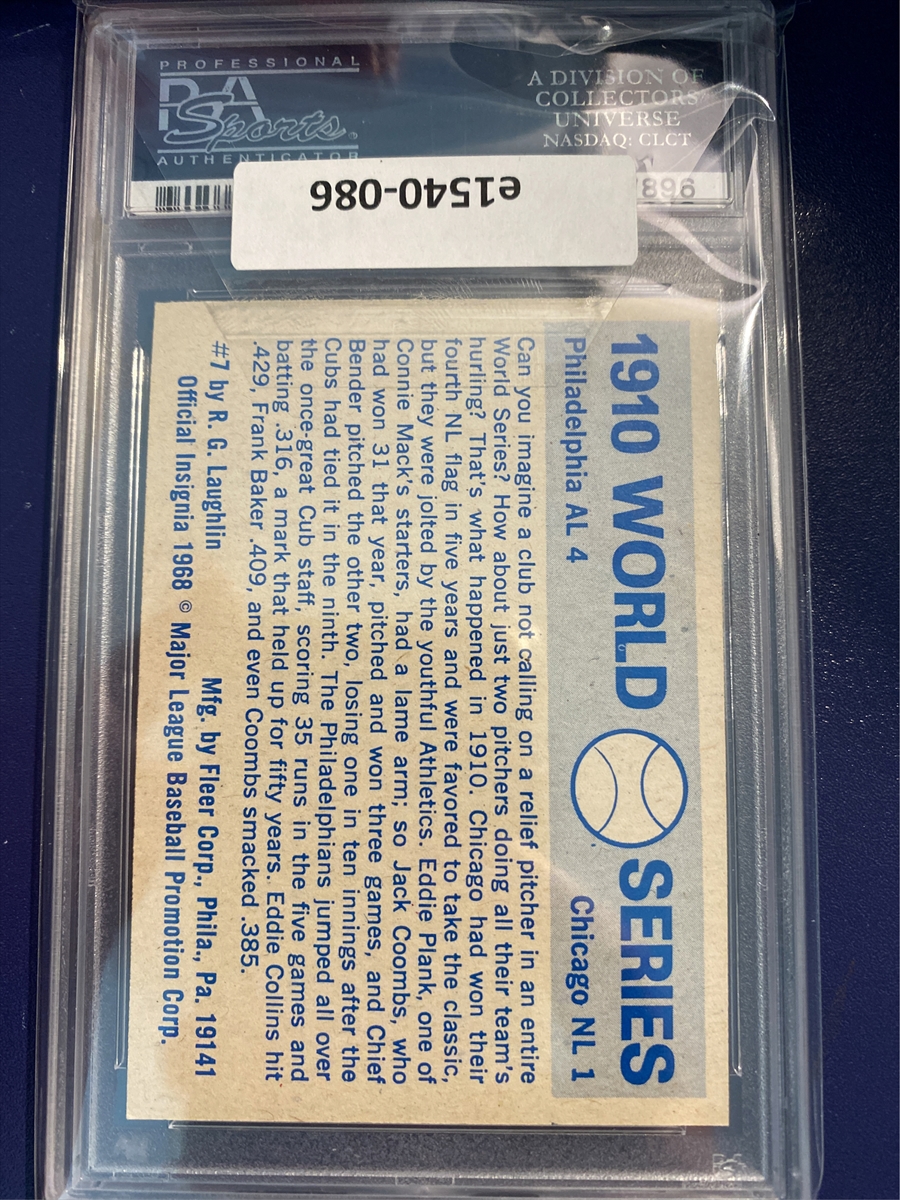 PROFESSIONAL
PSA
Sports
AUTHENTICATOR
A DIVISION OF
COLLECTORS
UNIVERSE
NASDAQ: CLCT
e1540-086
1910 WORLD SERIES
Philadelphia AL 4 Chicago NL 1
Can you imagine a club not calling on a relief pitcher in an entire
World Series? How about just two pitchers doing all their team's
hurling? That's what happened in 1910. Chicago had won their
fourth NL flag in five years and were favored to take the classic,
but they were jolted by the youthful Athletics. Eddie Plank, one of
Connie Mack's starters, had a lame arm; so Jack Coombs, who
had won 31 that year, pitched and won three games, and Chief
Bender pitched the other two, losing one in ten innings after the
Cubs had tied it in the ninth. The Philadelphians jumped all over
the once-great Cub staff, scoring 35 runs in the five games and
batting .316, a mark that held up for fifty years. Eddie Collins hit
.429, Frank Baker .409, and even Coombs smacked .385.
#7 by R. G. Laughlin Mfg. by Fleer Corp., Phila., Pa. 19141
Official Insignia 1968 © Major League Baseball Promotion Corp.